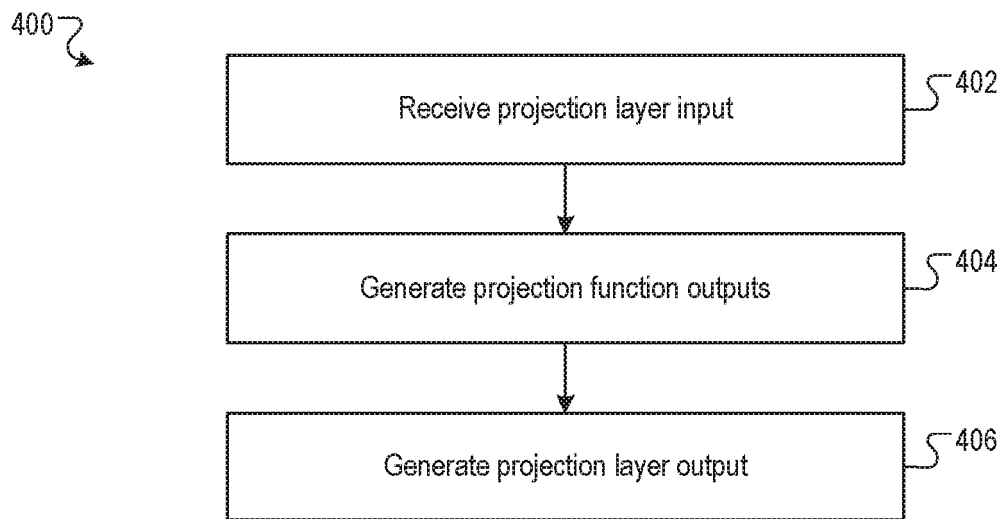 400
Receive projection layer input
402
Generate projection function outputs
404
Generate projection layer output
406